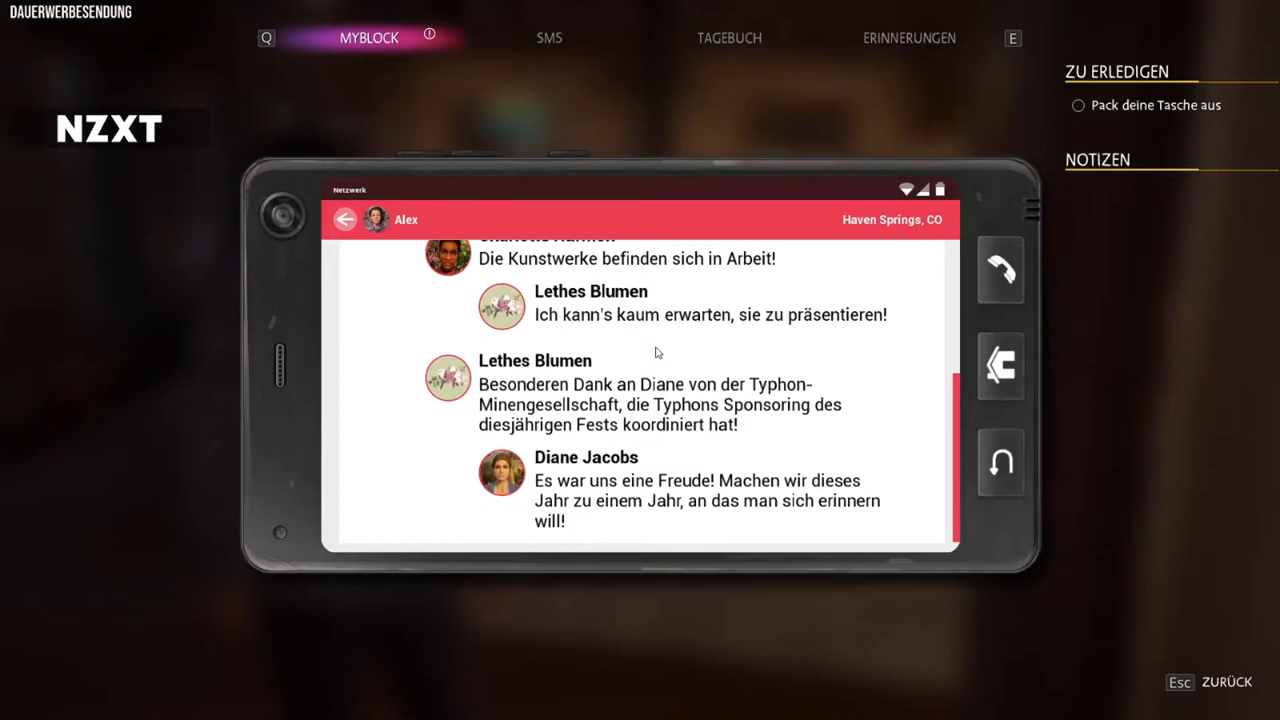 DAUERWERBESENDUNG
Q
MYBLOCK
SMS
TAGEBUCH
ERINNERUNGEN
E
ZU ERLEDIGEN
Pack deine Tasche aus
NOTIZEN
NZXT
Netzwerk
Alex
Haven Springs, CO
Die Kunstwerke befinden sich in Arbeit!
Lethes Blumen
Ich kann's kaum erwarten, sie zu präsentieren!
Lethes Blumen
Besonderen Dank an Diane von der Typhon-
Minengesellschaft, die Typhons Sponsoring des
diesjährigen Fests koordiniert hat!
Diane Jacobs
Es war uns eine Freude! Machen wir dieses
Jahr zu einem Jahr, an das man sich erinnern
will!
Esc ZURÜCK